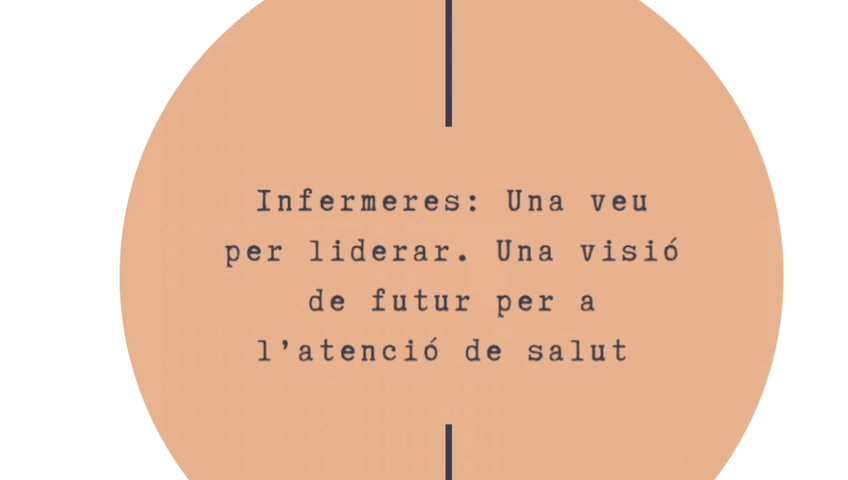 Infermeres: Una veu
per liderar. Una visió
de futur per a
l’atenció de salut